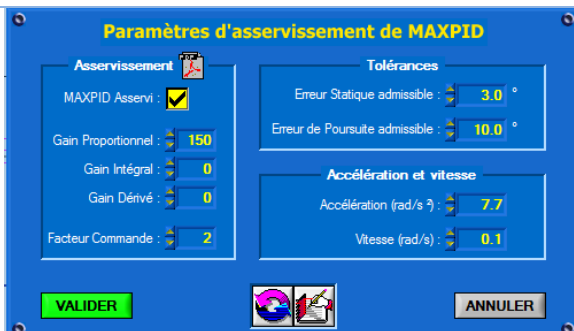 Paramètres d'asservissement de MAXPID
Asservissement
MAXPID Asservi :
Gain Proportionnel : 150
Gain Intégral : 0
Gain Dérivé : 0
Facteur Commande : 2
Tolérances
Erreur Statique admissible : 3.0 °
Erreur de Poursuite admissible : 10.0 °
Accélération et vitesse
Accélération (rad/s ²) : 7.7
Vitesse (rad/s) : 0.1
VALIDER
ANNULER